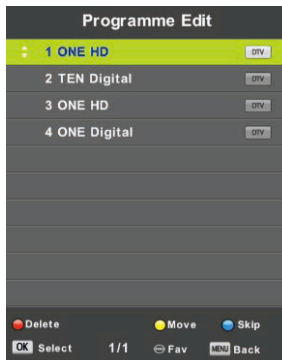 Programme Edit
1 ONE HD DTV
2 TEN Digital DTV
3 ONE HD DTV
4 ONE Digital DTV
Delete Move Skip
OK Select 1/1 Fav MENU Back